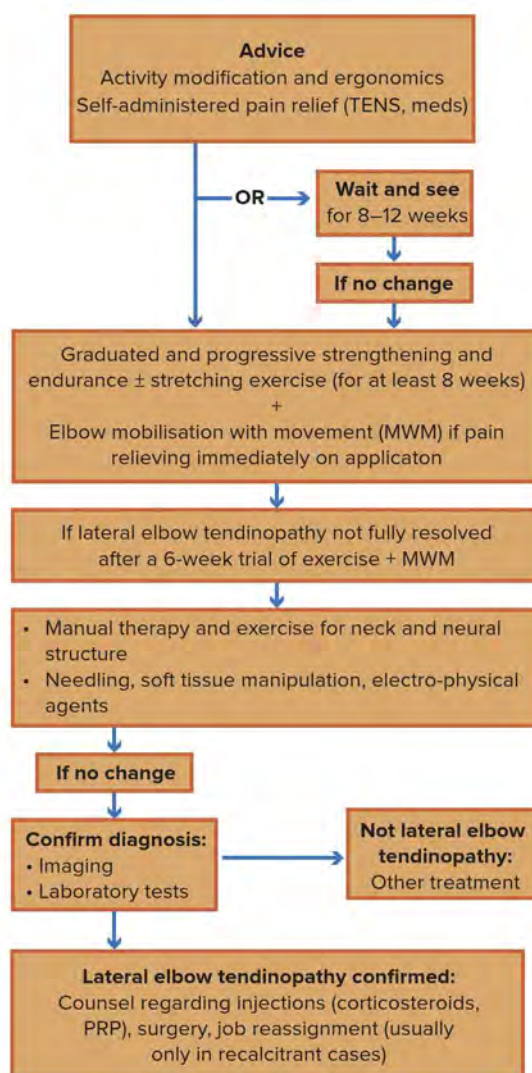 Advice
Activity modification and ergonomics
Self-administered pain relief (TENS, meds)
OR
Wait and see
for 8–12 weeks
If no change
Graduated and progressive strengthening and
endurance ± stretching exercise (for at least 8 weeks)
+
Elbow mobilisation with movement (MWM) if pain
relieving immediately on applicaton
If lateral elbow tendinopathy not fully resolved
after a 6-week trial of exercise + MWM
• Manual therapy and exercise for neck and neural
structure
• Needling, soft tissue manipulation, electro-physical
agents
If no change
Confirm diagnosis:
• Imaging
• Laboratory tests
Not lateral elbow
tendinopathy:
Other treatment
Lateral elbow tendinopathy confirmed:
Counsel regarding injections (corticosteroids,
PRP), surgery, job reassignment (usually
only in recalcitrant cases)